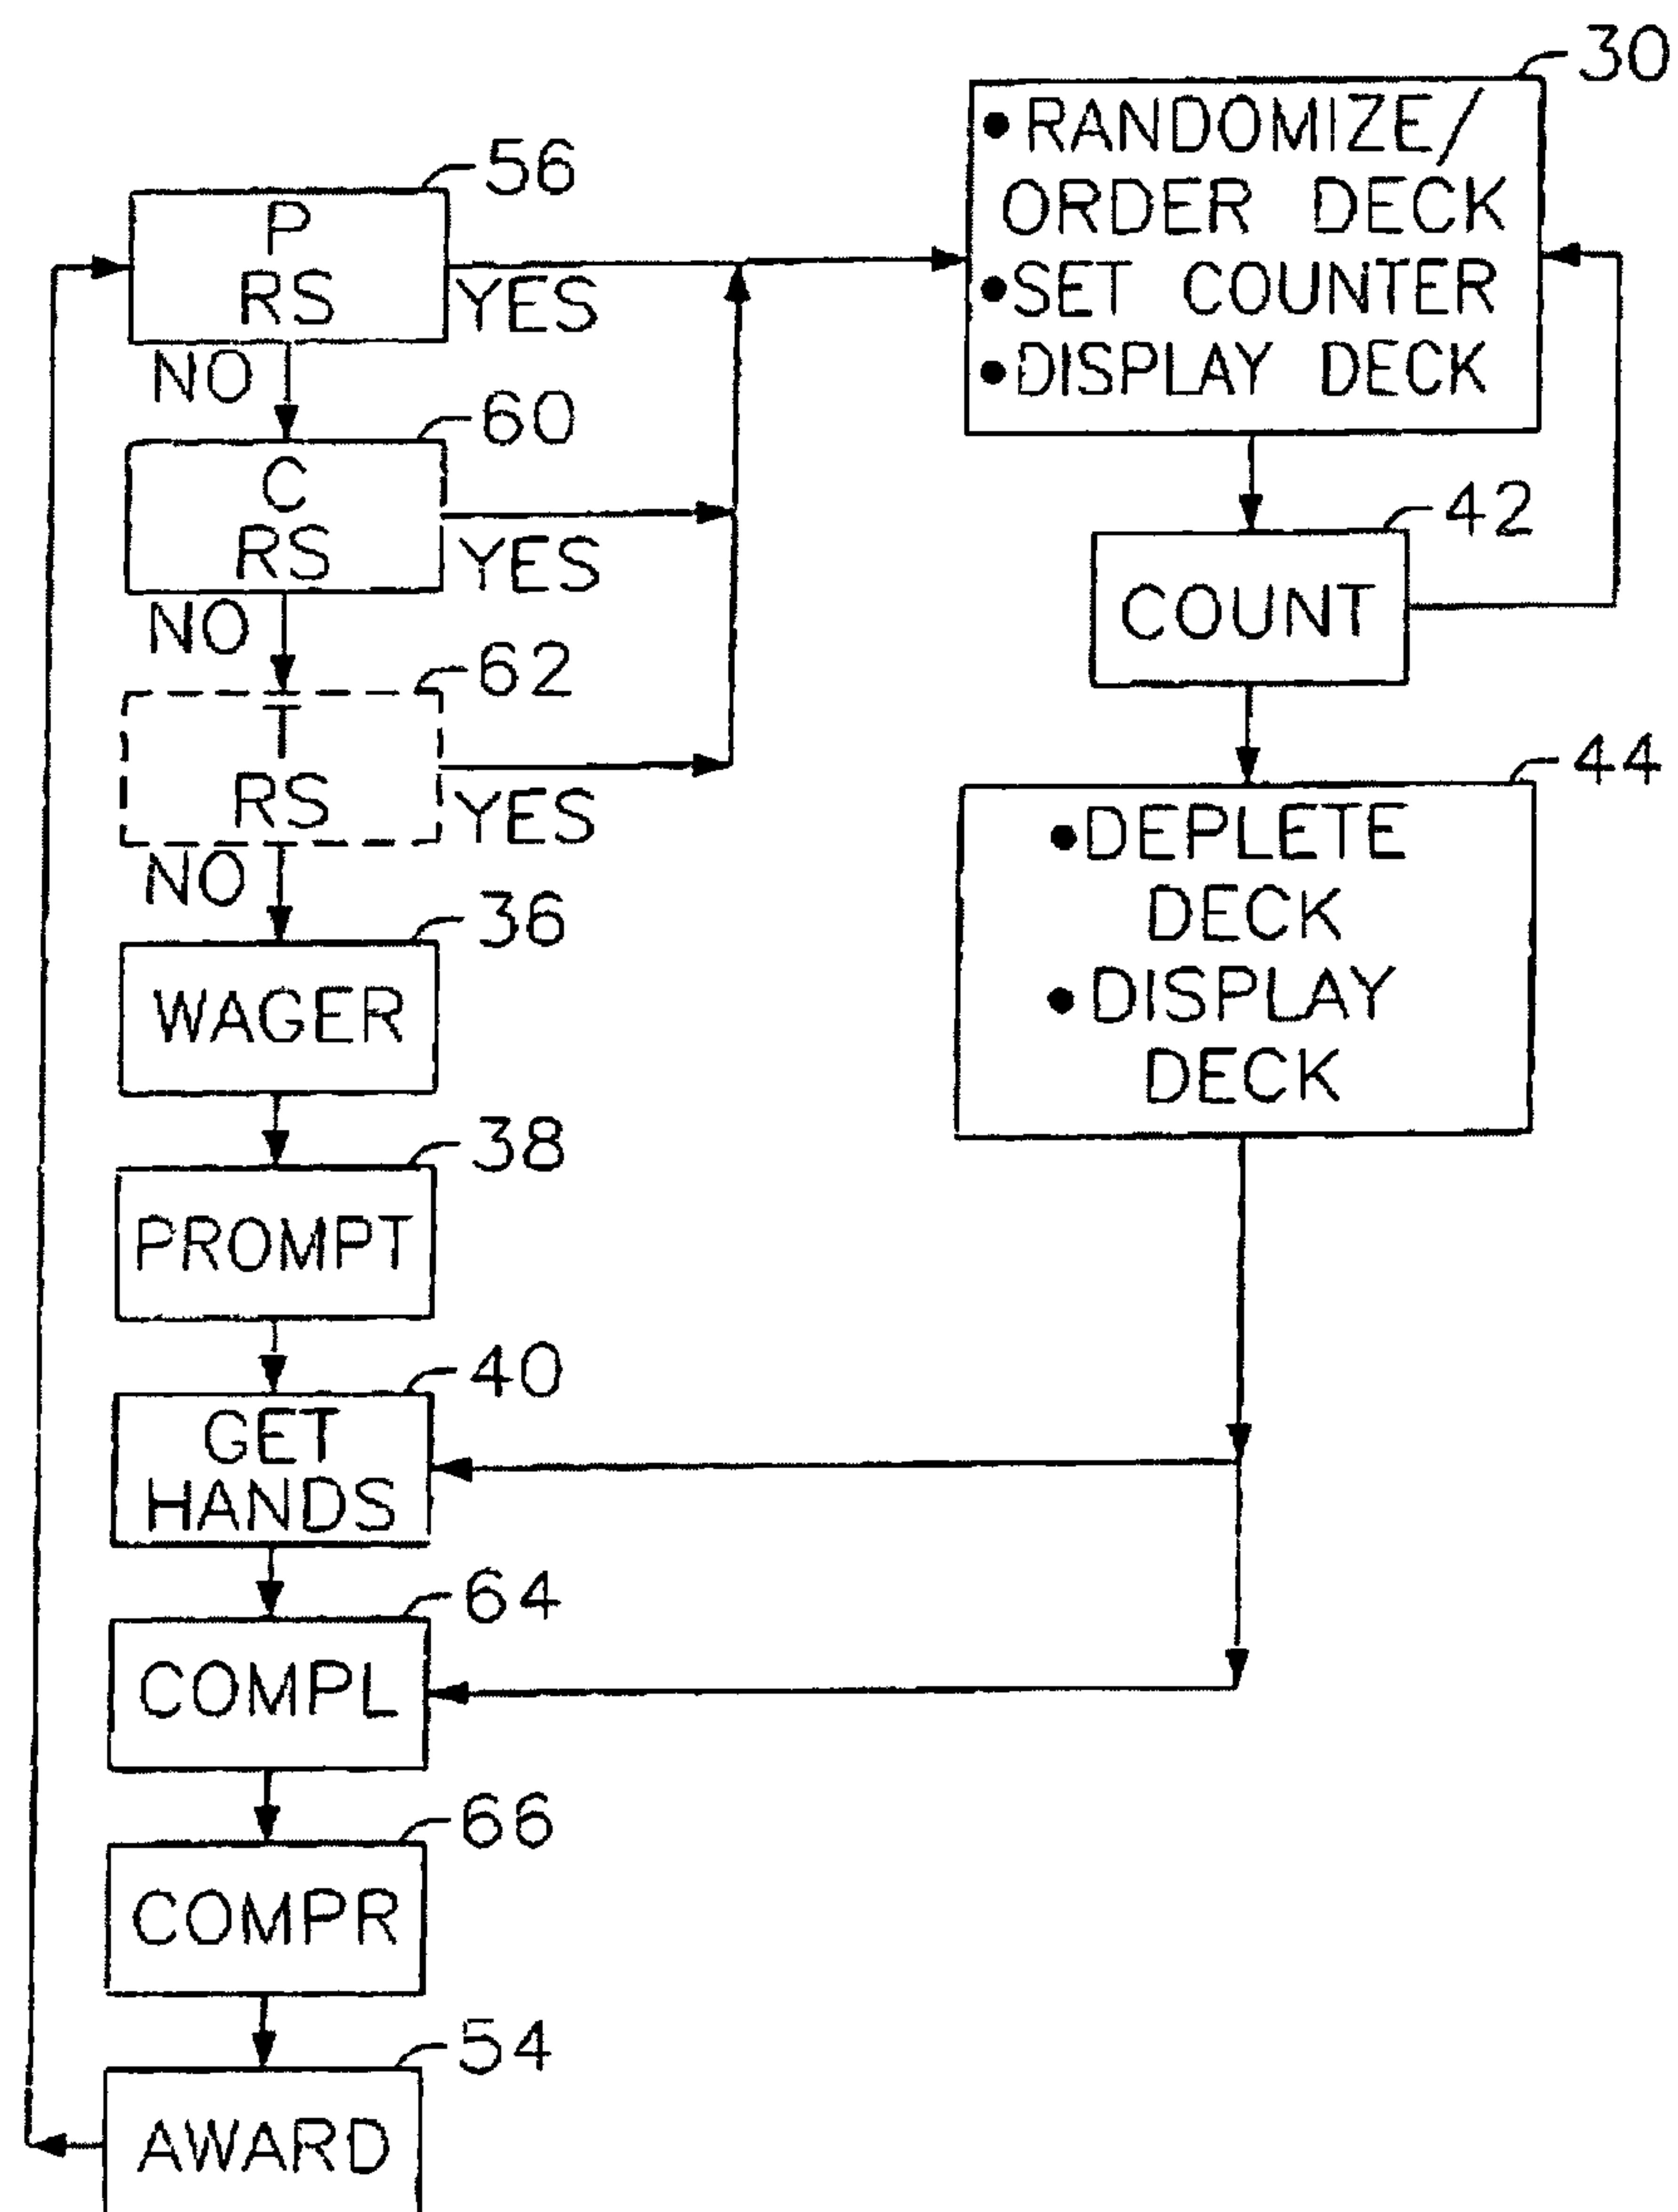 56
P
RS
YES
NO
60
C
RS
YES
NO
62
T
RS
YES
NO
36
WAGER
38
PROMPT
40
GET
HANDS
64
COMPL
66
COMPR
54
AWARD
30
• RANDOMIZE/
ORDER DECK
• SET COUNTER
• DISPLAY DECK
42
COUNT
44
• DEPLETE
DECK
• DISPLAY
DECK